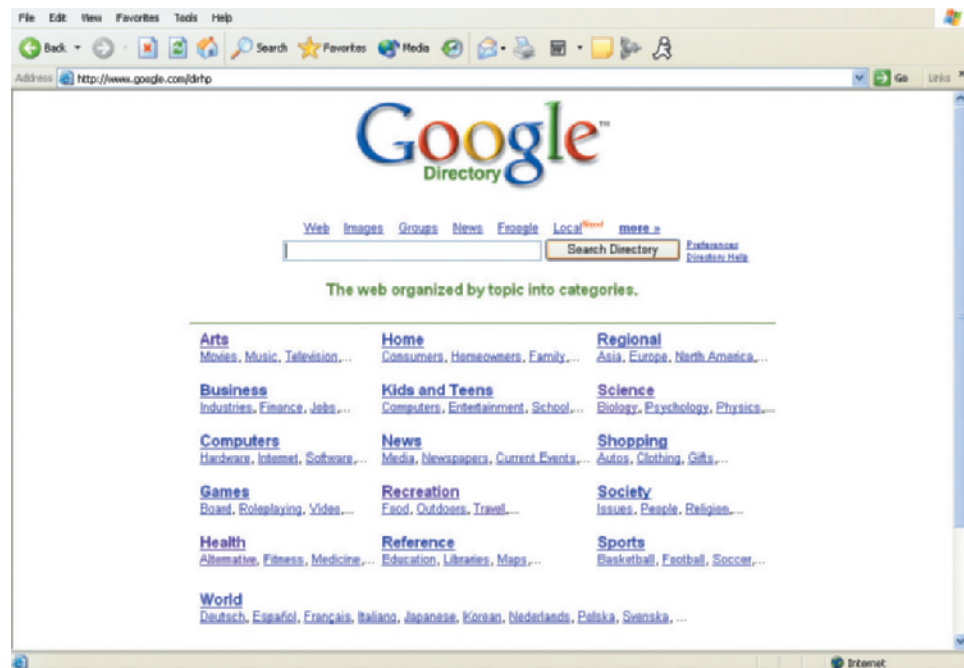 File Edit View Favorites Tools Help
Back Search Favorites Media
Address http://www.google.com/dirhp Go Links
Google™
Directory
Web Images Groups News Froogle Local New! more »
Search Directory Preferences
Directory Help
The web organized by topic into categories.
Arts Home Regional
Movies, Music, Television,... Consumers, Homeowners, Family,... Asia, Europe, North America,...
Business Kids and Teens Science
Industries, Finance, Jobs,... Computers, Entertainment, School,... Biology, Psychology, Physics,...
Computers News Shopping
Hardware, Internet, Software,... Media, Newspapers, Current Events,... Autos, Clothing, Gifts,...
Games Recreation Society
Board, Roleplaying, Video,... Food, Outdoors, Travel,... Issues, People, Religion,...
Health Reference Sports
Alternative, Fitness, Medicine,... Education, Libraries, Maps,... Basketball, Football, Soccer,...
World
Deutsch, Español, Français, Italiano, Japanese, Korean, Nederlands, Polska, Svenska, ...
Internet